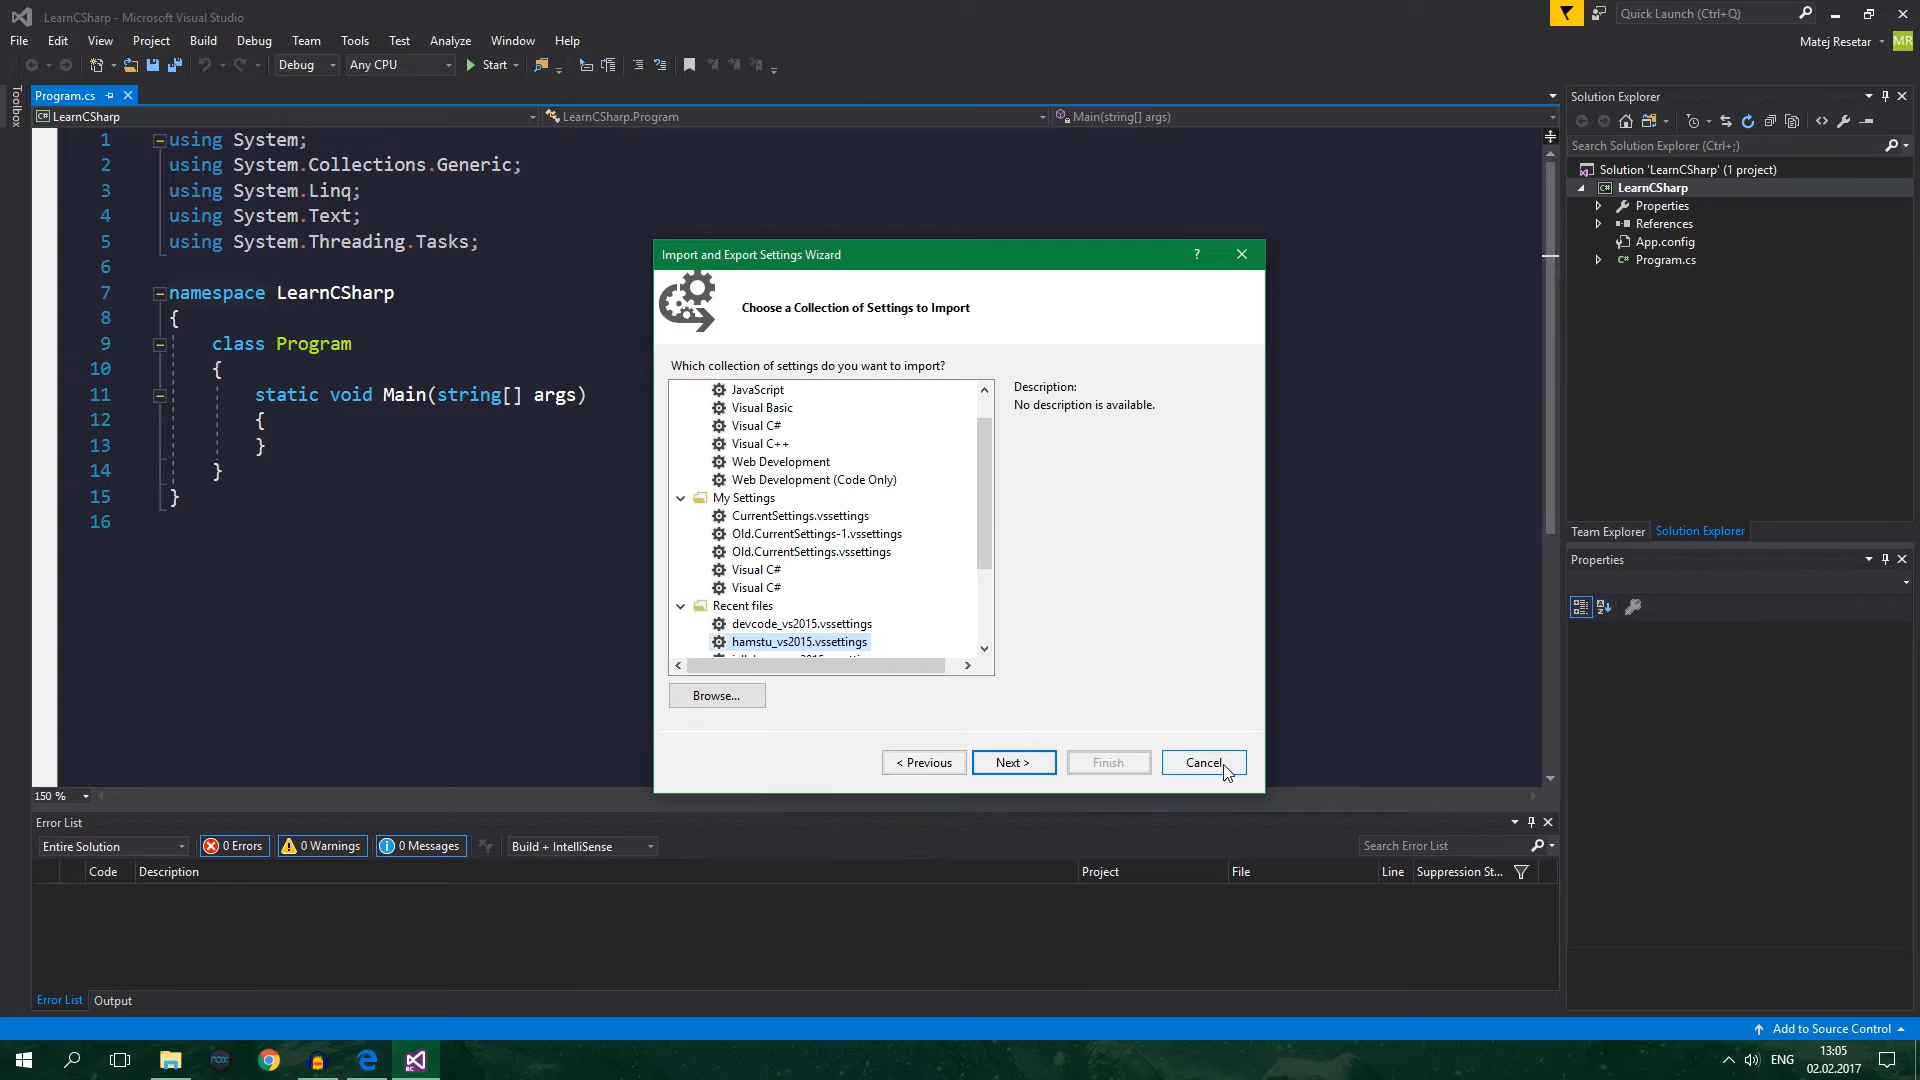 LearnCSharp - Microsoft Visual Studio
Quick Launch (Ctrl+Q)
File Edit View Project Build Debug Team Tools Test Analyze Window Help
Matej Resetar MR
Debug Any CPU Start
Toolbox
Program.cs
LearnCSharp LearnCSharp.Program Main(string[] args)
1 using System;
2 using System.Collections.Generic;
3 using System.Linq;
4 using System.Text;
5 using System.Threading.Tasks;
6
7 namespace LearnCSharp
8 {
9 class Program
10 {
11 static void Main(string[] args)
12 {
13 }
14 }
15 }
16
150 %
Import and Export Settings Wizard ?
Choose a Collection of Settings to Import
Which collection of settings do you want to import?
JavaScript
Visual Basic
Visual C#
Visual C++
Web Development
Web Development (Code Only)
My Settings
CurrentSettings.vssettings
Old.CurrentSettings-1.vssettings
Old.CurrentSettings.vssettings
Visual C#
Visual C#
Recent files
devcode_vs2015.vssettings
hamstu_vs2015.vssettings
Description:
No description is available.
Browse...
< Previous Next > Finish Cancel
Solution Explorer
Search Solution Explorer (Ctrl+;)
Solution 'LearnCSharp' (1 project)
C# LearnCSharp
Properties
References
App.config
C# Program.cs
Team Explorer Solution Explorer
Properties
Error List
Entire Solution 0 Errors 0 Warnings 0 Messages Build + IntelliSense Search Error List
Code Description Project File Line Suppression St...
Error List Output
Add to Source Control
nox RC ENG
13:05
02.02.2017